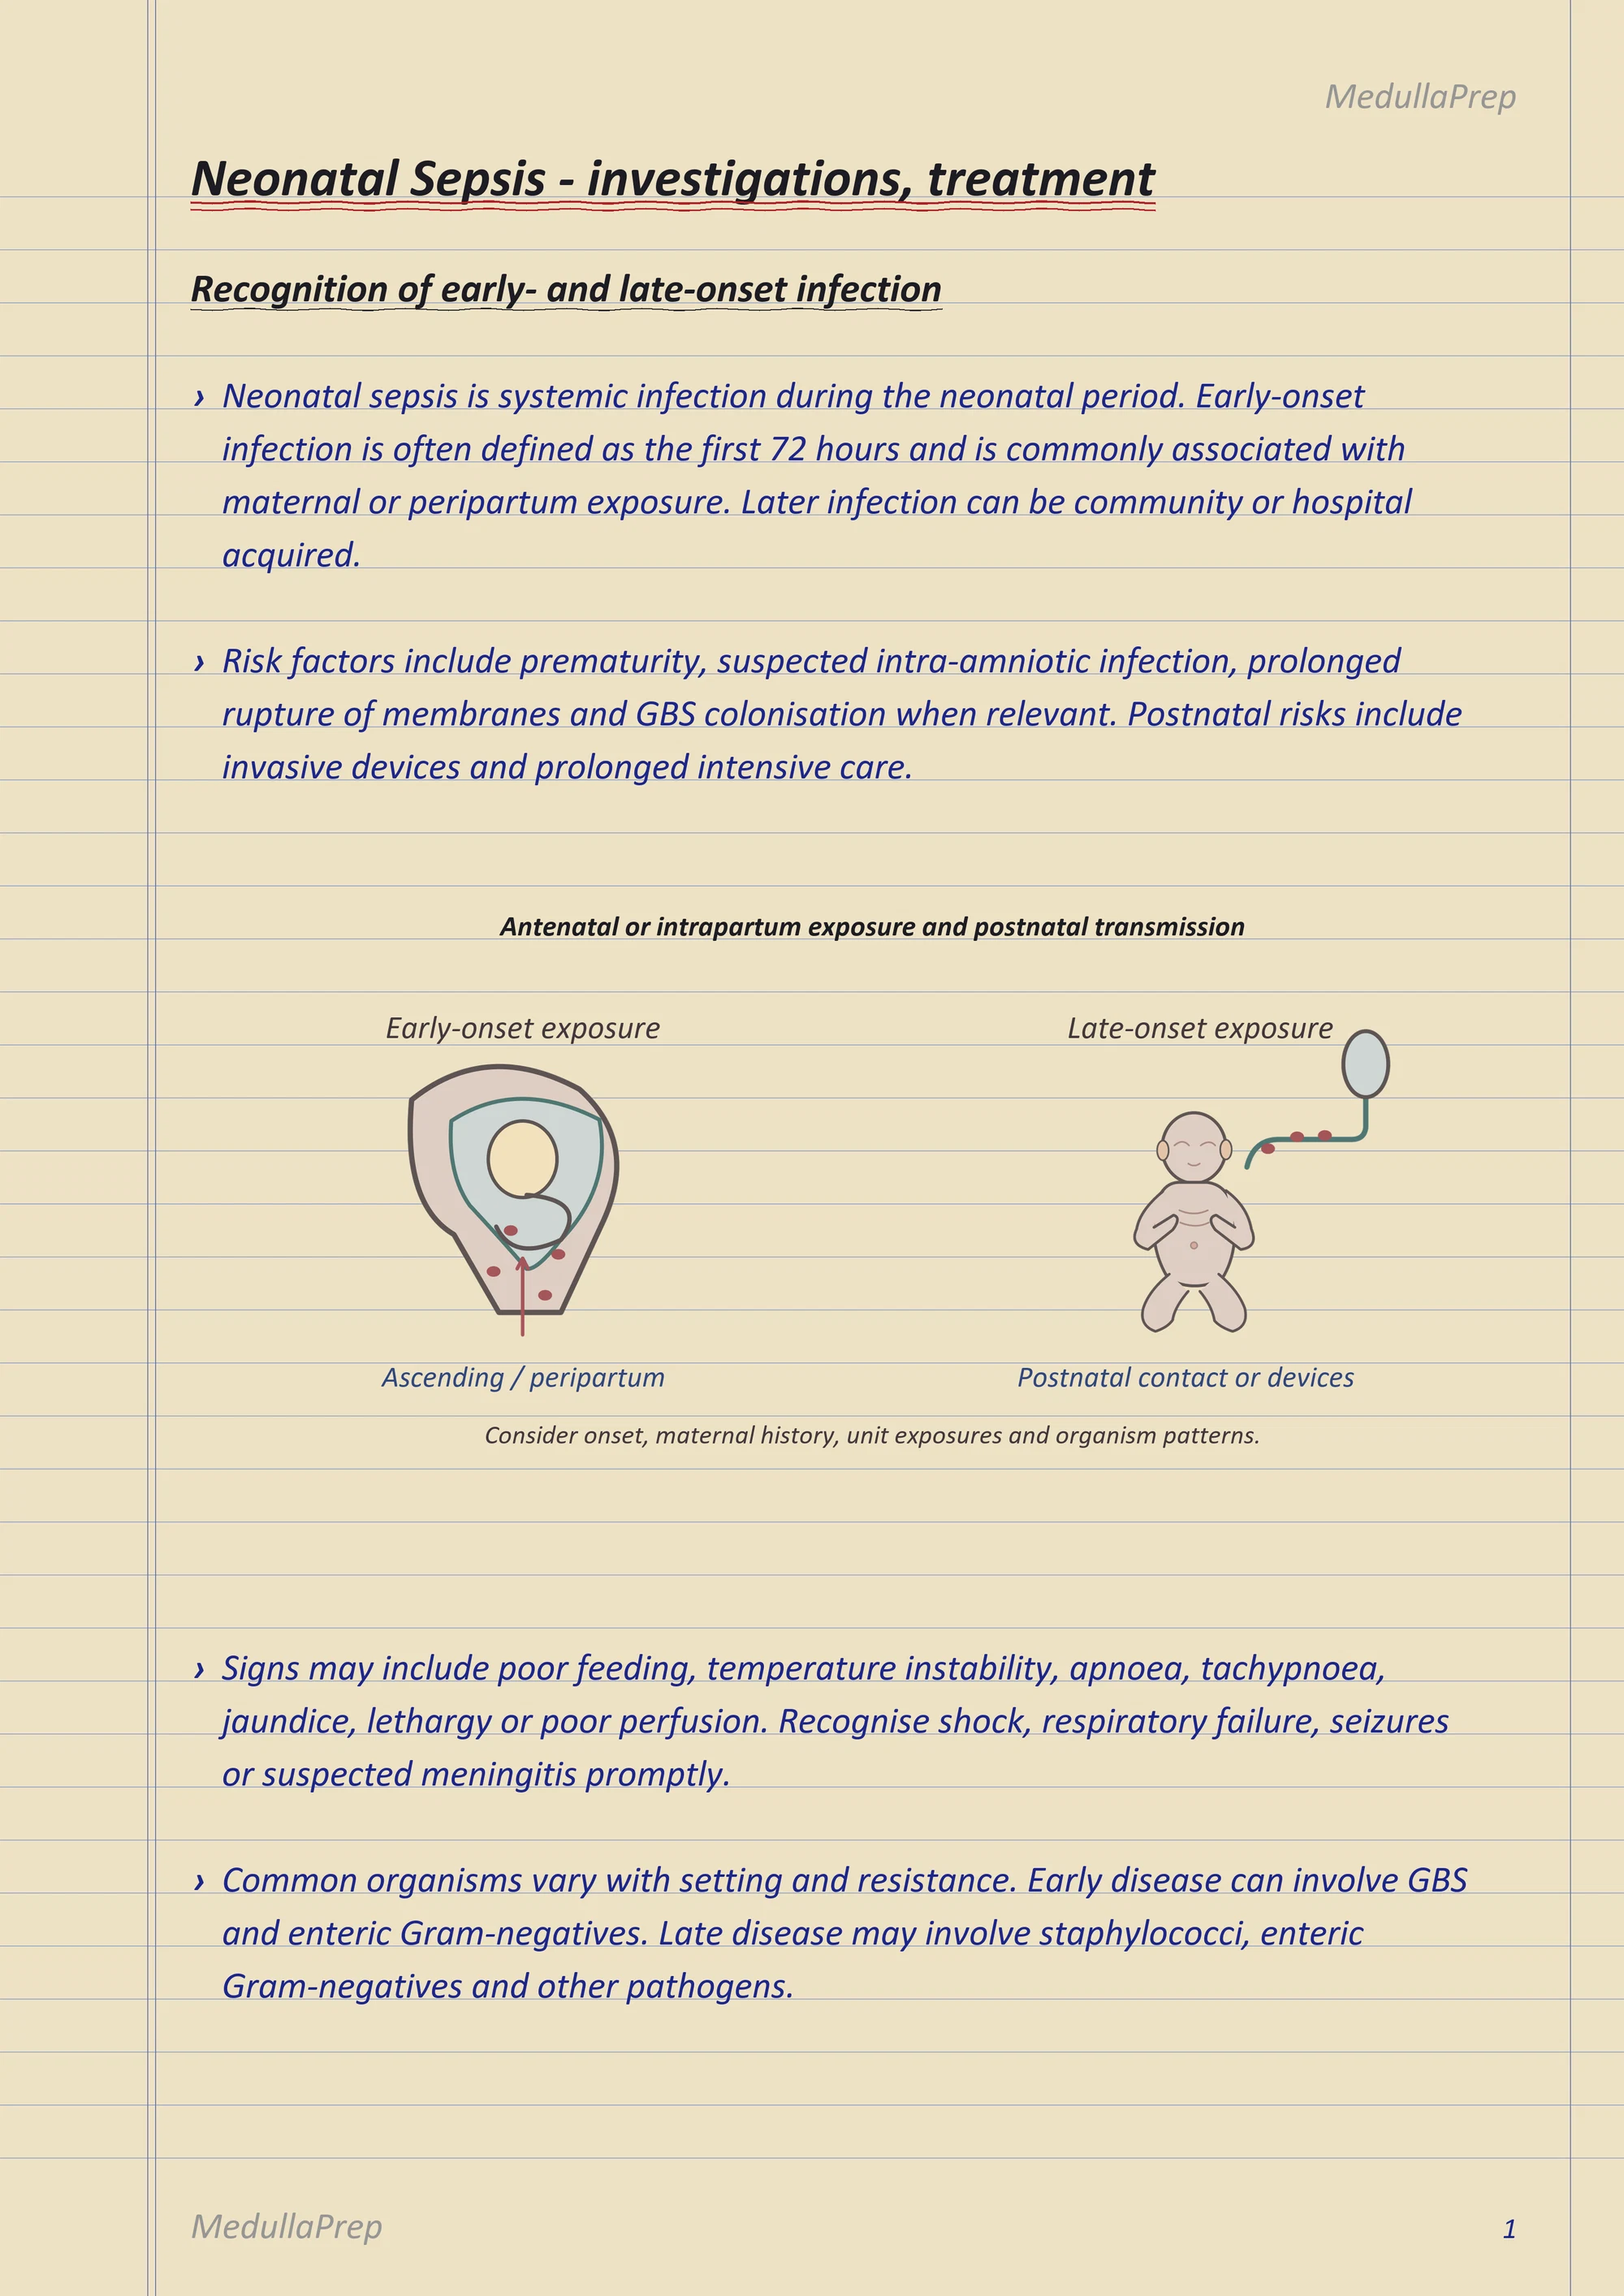 MedullaPrep
Neonatal Sepsis - investigations, treatment
Recognition of early- and late-onset infection
› Neonatal sepsis is systemic infection during the neonatal period. Early-onset
infection is often defined as the first 72 hours and is commonly associated with
maternal or peripartum exposure. Later infection can be community or hospital
acquired.
› Risk factors include prematurity, suspected intra-amniotic infection, prolonged
rupture of membranes and GBS colonisation when relevant. Postnatal risks include
invasive devices and prolonged intensive care.
Antenatal or intrapartum exposure and postnatal transmission
Early-onset exposure
Late-onset exposure
Ascending / peripartum
Postnatal contact or devices
Consider onset, maternal history, unit exposures and organism patterns.
› Signs may include poor feeding, temperature instability, apnoea, tachypnoea,
jaundice, lethargy or poor perfusion. Recognise shock, respiratory failure, seizures
or suspected meningitis promptly.
› Common organisms vary with setting and resistance. Early disease can involve GBS
and enteric Gram-negatives. Late disease may involve staphylococci, enteric
Gram-negatives and other pathogens.
MedullaPrep
1